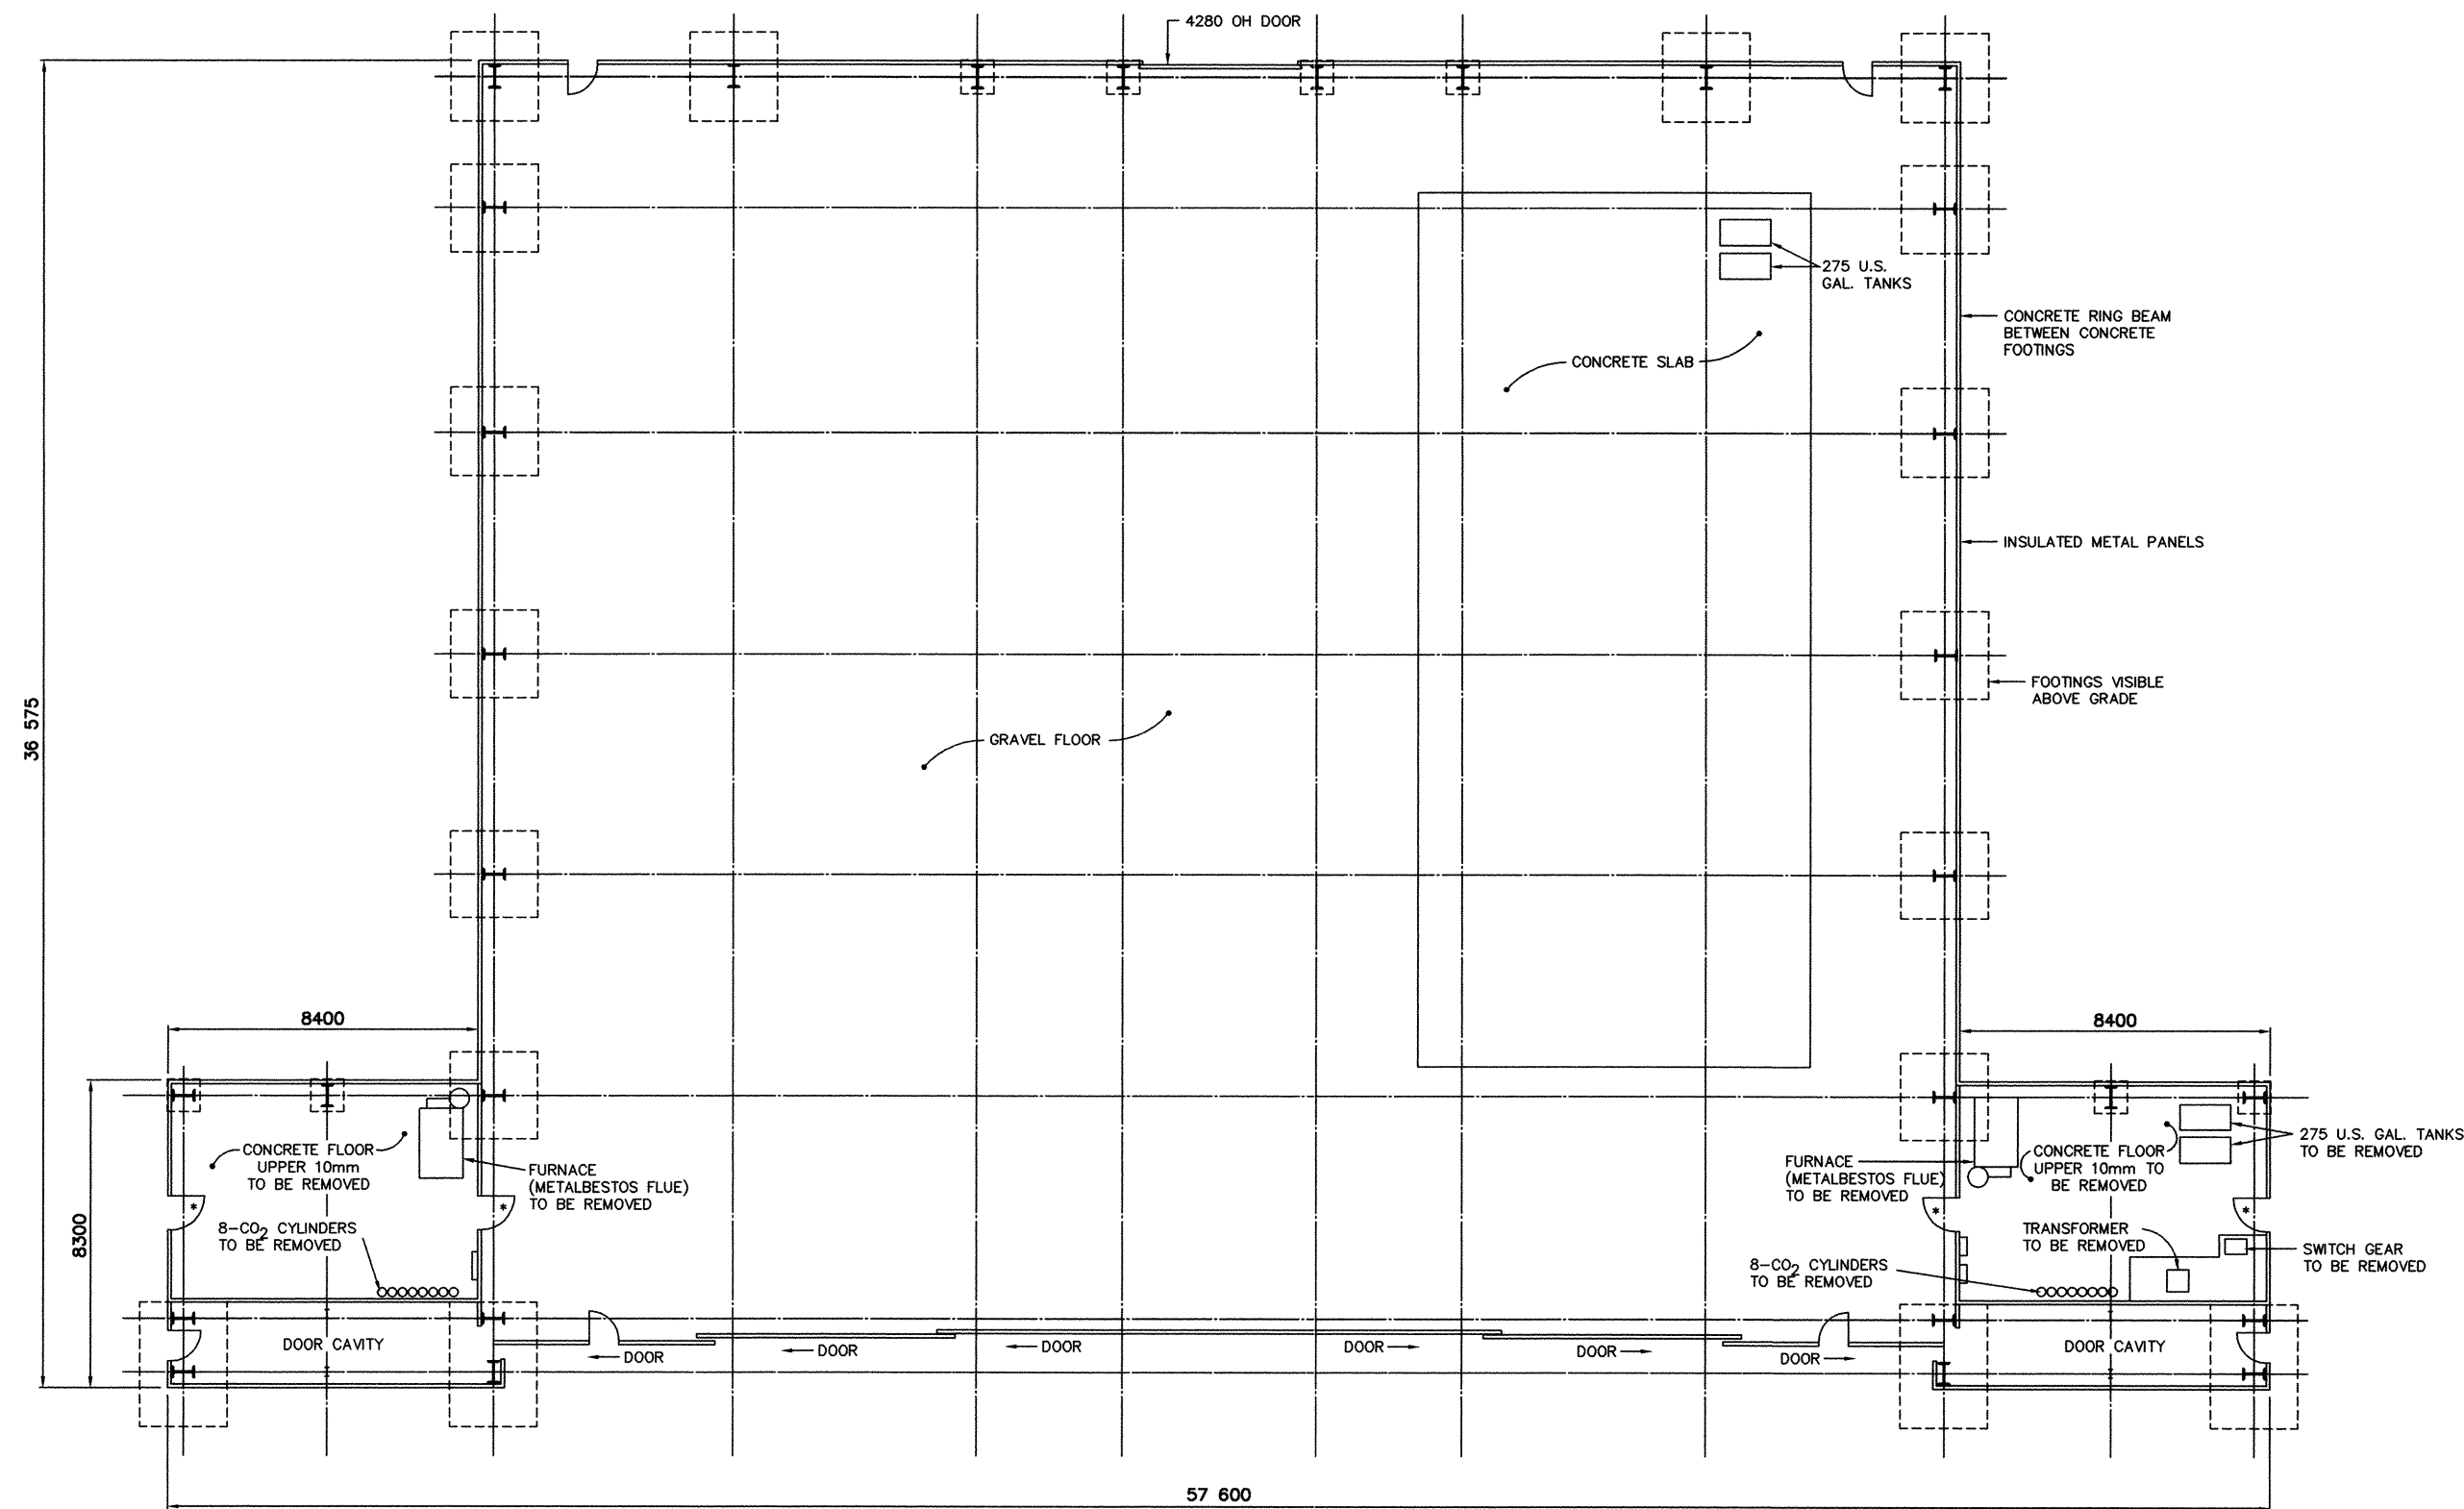 4280 OH DOOR
275 U.S.
GAL. TANKS
CONCRETE RING BEAM
BETWEEN CONCRETE
FOOTINGS
CONCRETE SLAB
INSULATED METAL PANELS
FOOTINGS VISIBLE
ABOVE GRADE
36 575
GRAVEL FLOOR
8400
8400
8300
CONCRETE FLOOR
UPPER 10mm
TO BE REMOVED
FURNACE
(METALBESTOS FLUE)
TO BE REMOVED
*
*
8-CO2 CYLINDERS
TO BE REMOVED
DOOR CAVITY
DOOR
DOOR
DOOR
DOOR
DOOR
DOOR
FURNACE
(METALBESTOS FLUE)
TO BE REMOVED
CONCRETE FLOOR
UPPER 10mm TO
BE REMOVED
275 U.S. GAL. TANKS
TO BE REMOVED
*
*
TRANSFORMER
TO BE REMOVED
SWITCH GEAR
TO BE REMOVED
8-CO2 CYLINDERS
TO BE REMOVED
DOOR CAVITY
57 600